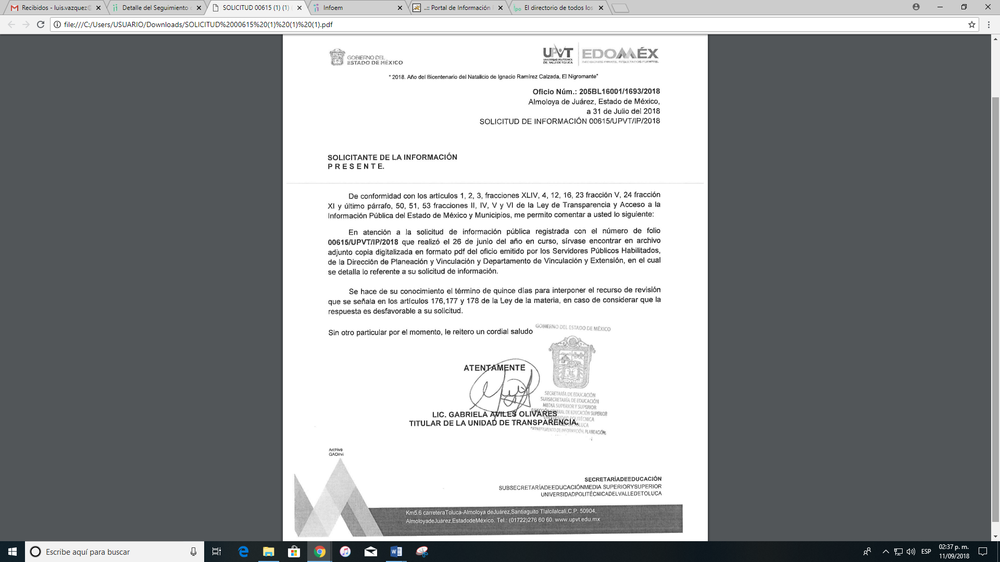 Recibidos - luis.vazquez@
Detalle del Seguimiento
SOLICITUD 00615 (1) (1)
Infoem
..:: Portal de Información
El directorio de todos los
file:///C:/Users/USUARIO/Downloads/SOLICITUD%2000615%20(1)%20(1)%20(1).pdf
GOBIERNO DEL
ESTADO DE MÉXICO
UPVT
UNIVERSIDAD POLITÉCNICA
DEL VALLE DE TOLUCA
EDOMÉX
DECISIONES FIRMES, RESULTADOS FUERTES.
" 2018. Año del Bicentenario del Natalicio de Ignacio Ramírez Calzada, El Nigromante"
Oficio Núm.: 205BL16001/1693/2018
Almoloya de Juárez, Estado de México,
a 31 de Julio del 2018
SOLICITUD DE INFORMACIÓN 00615/UPVT/IP/2018
SOLICITANTE DE LA INFORMACIÓN
P R E S E N T E.
De conformidad con los artículos 1, 2, 3, fracciones XLIV, 4, 12, 16, 23 fracción V, 24 fracción
XI y último párrafo, 50, 51, 53 fracciones II, IV, V y VI de la Ley de Transparencia y Acceso a la
Información Pública del Estado de México y Municipios, me permito comentar a usted lo siguiente:
En atención a la solicitud de información pública registrada con el número de folio
00615/UPVT/IP/2018 que realizó el 26 de junio del año en curso, sírvase encontrar en archivo
adjunto copia digitalizada en formato pdf del oficio emitido por los Servidores Públicos Habilitados,
de la Dirección de Planeación y Vinculación y Departamento de Vinculación y Extensión, en el cual
se detalla lo referente a su solicitud de información.
Se hace de su conocimiento el término de quince días para interponer el recurso de revisión
que se señala en los artículos 176,177 y 178 de la Ley de la materia, en caso de considerar que la
respuesta es desfavorable a su solicitud.
Sin otro particular por el momento, le reitero un cordial saludo
GOBIERNO DEL ESTADO DE MÉXICO
ATENTAMENTE
SECRETARÍA DE EDUCACIÓN
SUBSECRETARÍA DE EDUCACIÓN
MEDIA SUPERIOR Y SUPERIOR
DIRECCIÓN GENERAL DE EDUCACIÓN SUPERIOR
UNIVERSIDAD POLITÉCNICA
TOLUCA
DEPARTAMENTO DE INFORMACIÓN, PLANEACIÓN,
LIC. GABRIELA AVILES OLIVARES
TITULAR DE LA UNIDAD DE TRANSPARENCIA.
Archivo
GAO/rvi
SECRETARÍADEEDUCACIÓN
SUBSECRETARÍADEEDUCACIÓNMEDIA SUPERIORYSUPERIOR
UNIVERSIDADPOLITÉCNICADELVALLEDETOLUCA
Km5.6 carreteraToluca-Almoloya deJuárez,Santiaguito Tlalcilalcali,C.P. 50904,
AlmoloyadeJuárez,EstadodeMéxico. Tel.: (01722)276 60 60. www.upvt.edu.mx
Escribe aquí para buscar
ESP
02:37 p. m.
11/09/2018